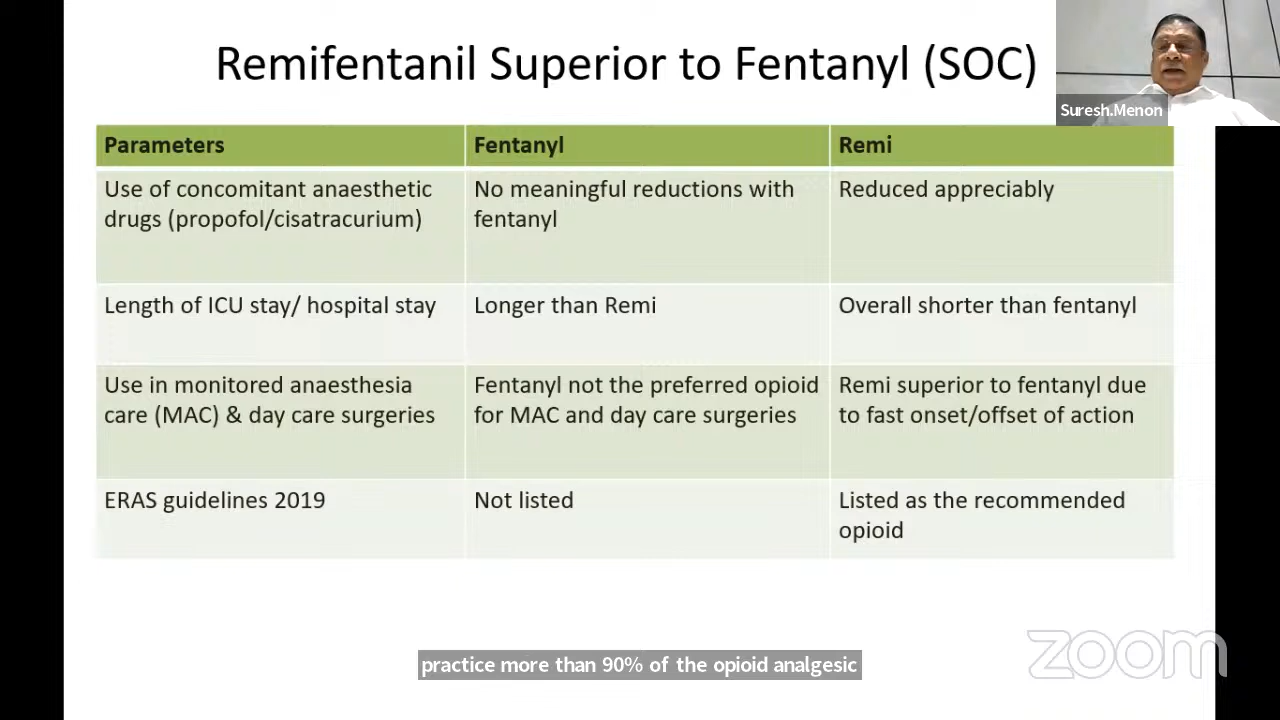 Remifentanil Superior to Fentanyl (SOC)
Suresh.Menon
Parameters
Fentanyl
Remi
Use of concomitant anaesthetic
drugs (propofol/cisatracurium)
No meaningful reductions with
fentanyl
Reduced appreciably
Length of ICU stay/ hospital stay
Longer than Remi
Overall shorter than fentanyl
Use in monitored anaesthesia
care (MAC) & day care surgeries
Fentanyl not the preferred opioid
for MAC and day care surgeries
Remi superior to fentanyl due
to fast onset/offset of action
ERAS guidelines 2019
Not listed
Listed as the recommended
opioid
practice more than 90% of the opioid analgesic
zoom